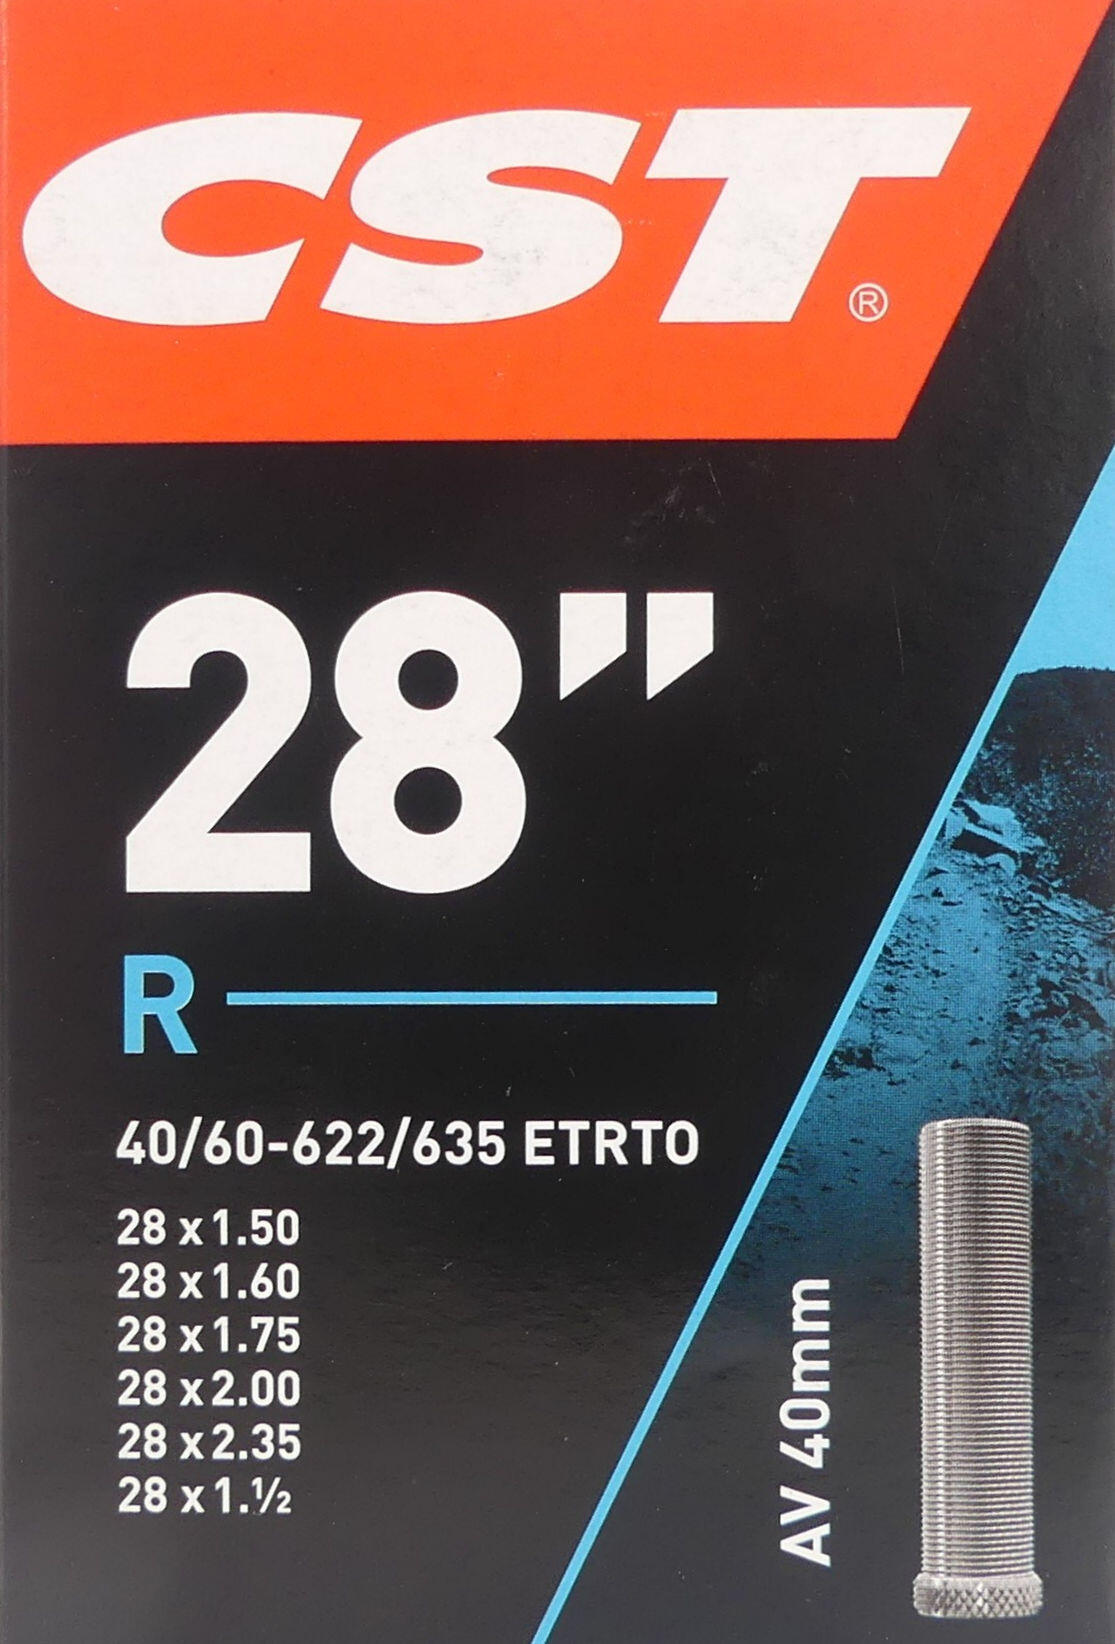 CST®
28"
R
40/60-622/635 ETRTO
28 x 1.50
28 x 1.60
28 x 1.75
28 x 2.00
28 x 2.35
28 x 1.½
AV 40mm